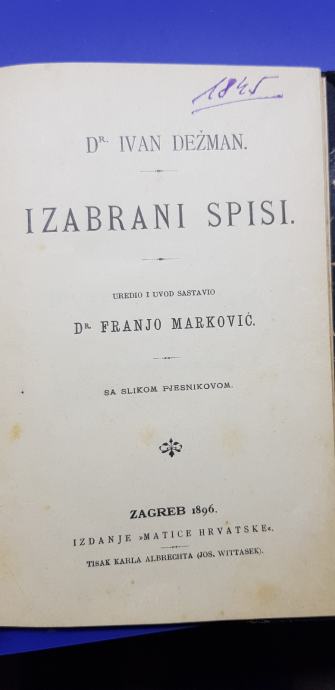 1845
DR. IVAN DEŽMAN.
IZABRANI SPISI.
UREDIO I UVOD SASTAVIO
DR. FRANJO MARKOVIĆ.
SA SLIKOM PJESNIKOVOM.
ZAGREB 1896.
IZDANJE »MATICE HRVATSKE«.
TISAK KARLA ALBRECHTA (JOS. WITTASEK).